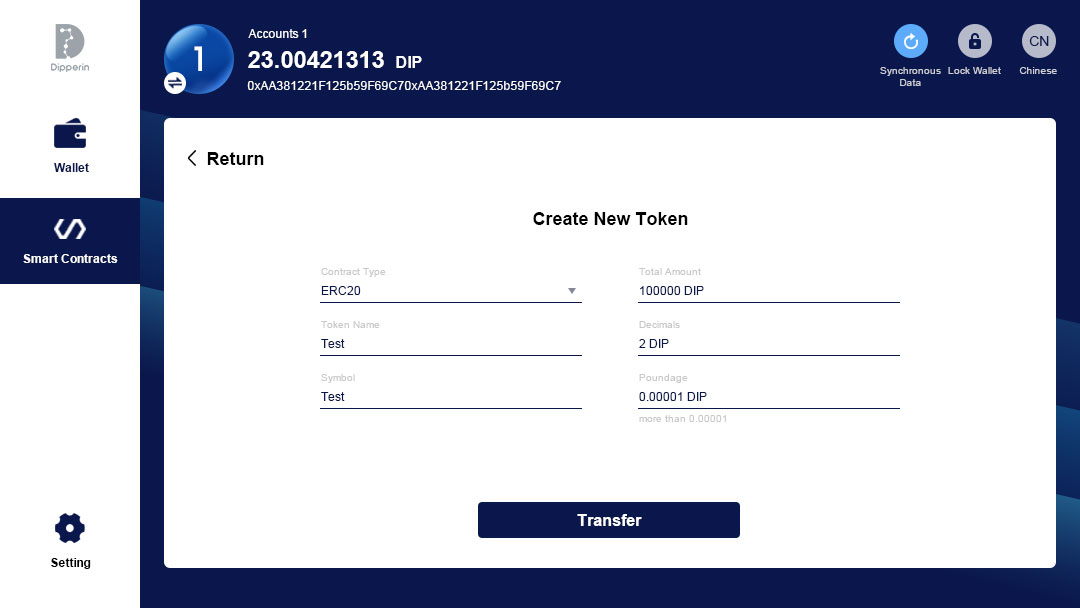 Dipperin
Wallet
Smart Contracts
Setting
1
Accounts 1
23.00421313 DIP
0xAA381221F125b59F69C70xAA381221F125b59F69C7
Synchronous
Data
Lock Wallet
CN
Chinese
Return
Create New Token
Contract Type
ERC20
Total Amount
100000 DIP
Token Name
Test
Decimals
2 DIP
Symbol
Test
Poundage
0.00001 DIP
more than 0.00001
Transfer